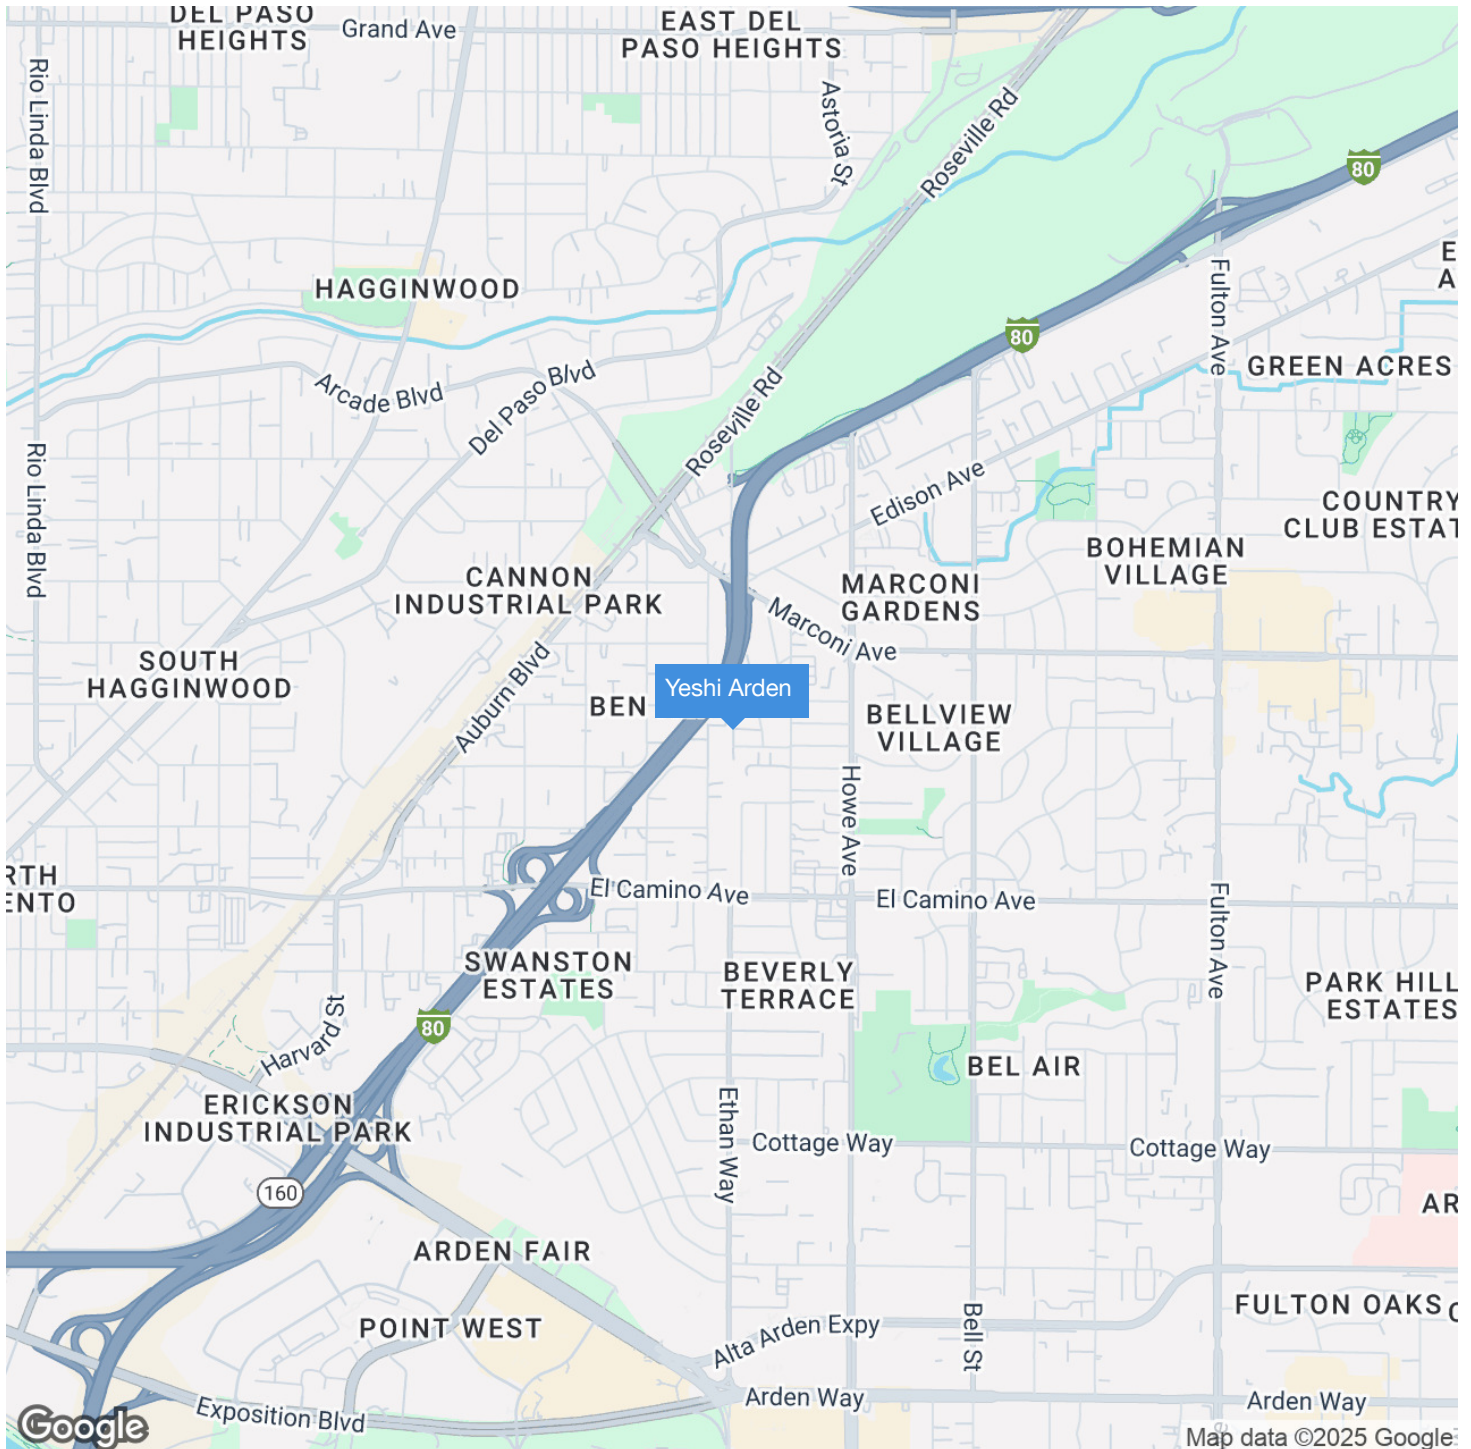 DEL PASO
HEIGHTS
Grand Ave
EAST DEL
PASO HEIGHTS
Rio Linda Blvd
Astoria St
Roseville Rd
80
HAGGINWOOD
80
Fulton Ave
E
A
GREEN ACRES
Arcade Blvd
Del Paso Blvd
Roseville Rd
Rio Linda Blvd
Edison Ave
COUNTRY
CLUB ESTAT
BOHEMIAN
VILLAGE
CANNON
INDUSTRIAL PARK
MARCONI
GARDENS
Marconi Ave
SOUTH
HAGGINWOOD
Auburn Blvd
BEN
Yeshi Arden
BELLVIEW
VILLAGE
Howe Ave
RTH
ENTO
El Camino Ave
El Camino Ave
Fulton Ave
SWANSTON
ESTATES
BEVERLY
TERRACE
PARK HILL
ESTATES
80
Harvard St
BEL AIR
ERICKSON
INDUSTRIAL PARK
Ethan Way
Cottage Way
Cottage Way
160
AR
ARDEN FAIR
POINT WEST
Alta Arden Expy
Bell St
FULTON OAKS
C
Arden Way
Arden Way
Exposition Blvd
Google
Map data ©2025 Google